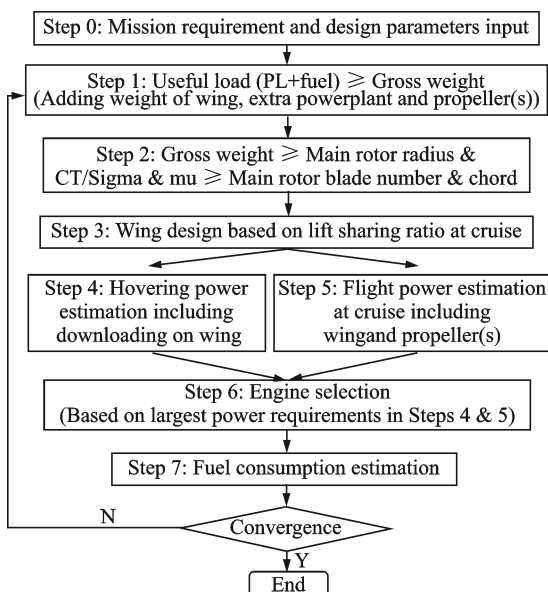 Step 0: Mission requirement and design parameters input
Step 1: Useful load (PL+fuel) ⩾ Gross weight
(Adding weight of wing, extra powerplant and propeller(s))
Step 2: Gross weight ⩾ Main rotor radius &
CT/Sigma & mu ⩾ Main rotor blade number & chord
Step 3: Wing design based on lift sharing ratio at cruise
Step 4: Hovering power
estimation including
downloading on wing
Step 5: Flight power estimation
at cruise including
wingand propeller(s)
Step 6: Engine selection
(Based on largest power requirements in Steps 4 & 5)
Step 7: Fuel consumption estimation
N
Convergence
Y
End